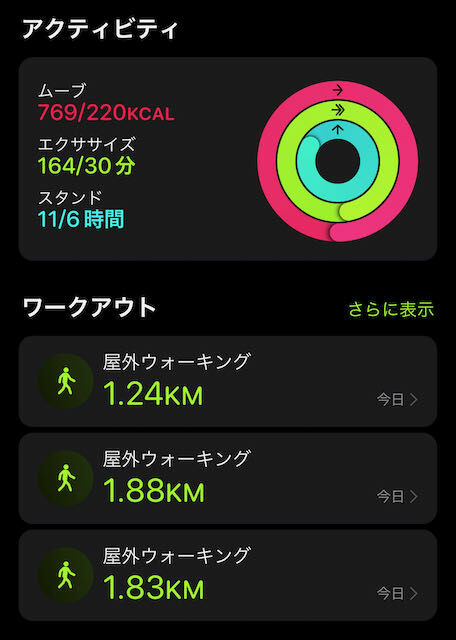 アクティビティ
ムーブ
769/220KCAL
エクササイズ
164/30分
スタンド
11/6時間
ワークアウト
さらに表示
屋外ウォーキング
1.24KM
今日
屋外ウォーキング
1.88KM
今日
屋外ウォーキング
1.83KM
今日